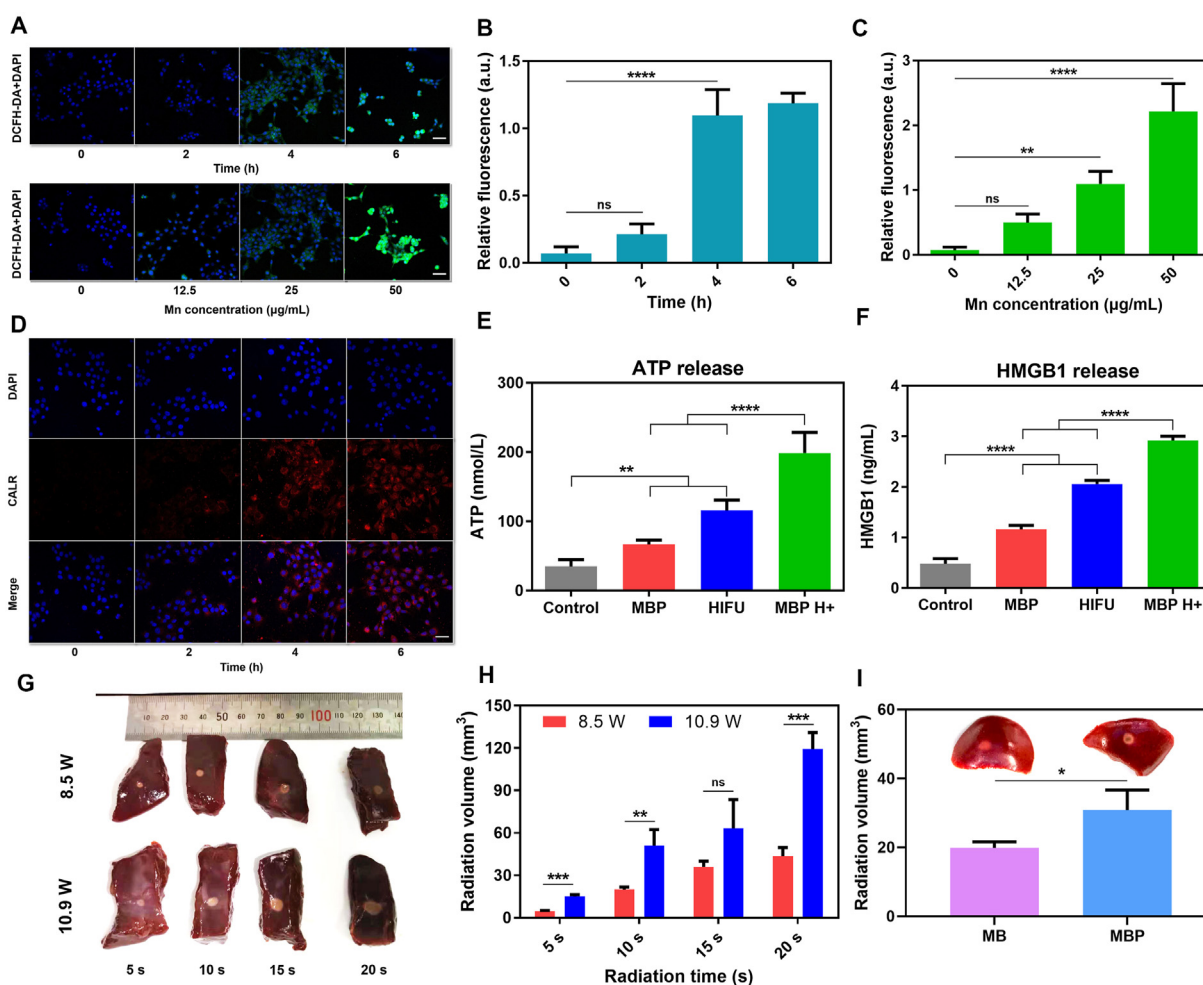 A
DCFH-DA+DAPI
0 2 4 6
Time (h)
DCFH-DA+DAPI
0 12.5 25 50
Mn concentration (µg/mL)
B
Relative fluorescence (a.u.)
1.5
1.0
0.5
0.0
****
ns
0 2 4 6
Time (h)
C
Relative fluorescence (a.u.)
3
2
1
0
****
**
ns
0 12.5 25 50
Mn concentration (µg/mL)
D
DAPI
CALR
Merge
0 2 4 6
Time (h)
E
ATP release
ATP (nmol/L)
300
200
100
0
****
**
Control MBP HIFU MBP H+
F
HMGB1 release
HMGB1 (ng/mL)
4
3
2
1
0
****
****
Control MBP HIFU MBP H+
G
10 20 30 40 50 60 70 80 90 100 110 120 130 14
8.5 W
10.9 W
5 s 10 s 15 s 20 s
H
Radiation volume (mm³)
150
120
90
60
30
0
8.5 W 10.9 W
***
**
ns
***
5 s 10 s 15 s 20 s
Radiation time (s)
I
Radiation volume (mm³)
60
40
20
0
*
MB MBP